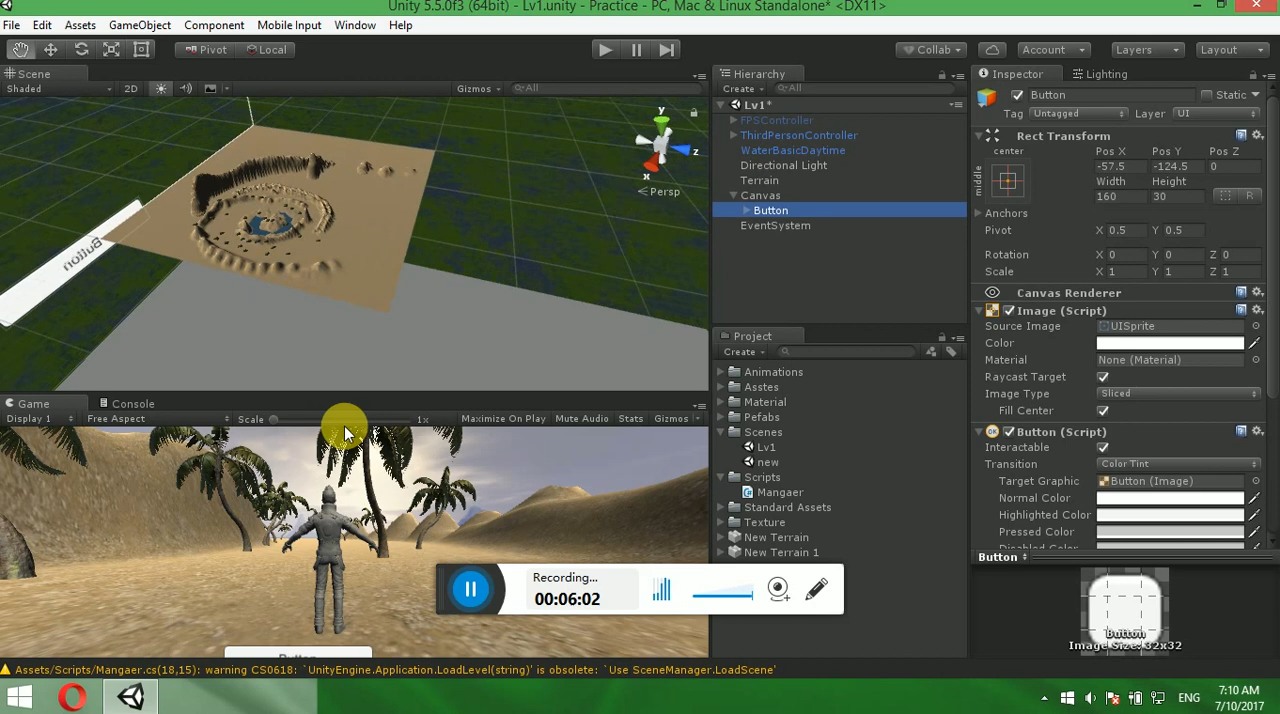 Unity 5.5.0f3 (64bit) - Lv1.unity - Practice - PC, Mac & Linux Standalone* <DX11>
File Edit Assets GameObject Component Mobile Input Window Help
Pivot Local Collab Account Layers Layout
Scene
Shaded 2D Gizmos All
y
z
x
Persp
Button
Hierarchy
Create All
Lv1*
FPSController
ThirdPersonController
WaterBasicDaytime
Directional Light
Terrain
Canvas
Button
EventSystem
Project
Create
Animations
Asstes
Material
Pefabs
Scenes
Lv1
new
Scripts
Mangaer
Standard Assets
Texture
New Terrain
New Terrain 1
Inspector Lighting
Button Static
Tag Untagged Layer UI
Rect Transform
center
middle
Pos X Pos Y Pos Z
-57.5 -124.5 0
Width Height
160 30
R
Anchors
Pivot X 0.5 Y 0.5
Rotation X 0 Y 0 Z 0
Scale X 1 Y 1 Z 1
Canvas Renderer
Image (Script)
Source Image UISprite
Color
Material None (Material)
Raycast Target
Image Type Sliced
Fill Center
Button (Script)
Interactable
Transition Color Tint
Target Graphic Button (Image)
Normal Color
Highlighted Color
Pressed Color
Disabled Color
Button
Button
Image Size: 32x32
Game Console
Display 1 Free Aspect Scale 1x Maximize On Play Mute Audio Stats Gizmos
Button
Recording...
00:06:02
Assets/Scripts/Mangaer.cs(18,15): warning CS0618: `UnityEngine.Application.LoadLevel(string)' is obsolete: `Use SceneManager.LoadScene'
ENG
7:10 AM
7/10/2017